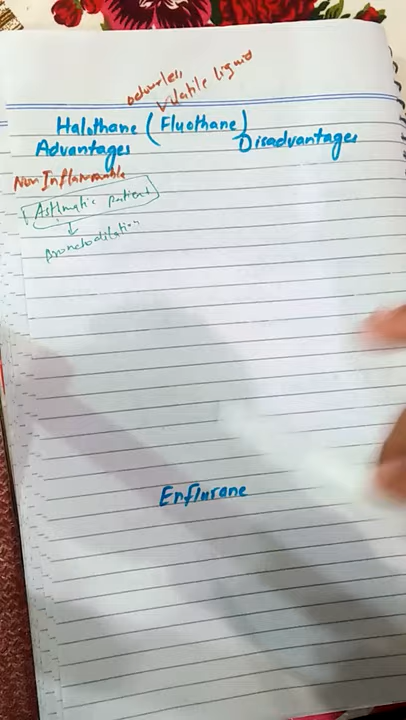 odourless
Volatile liquid
Halothane (Fluothane)
Advantages Disadvantages
Non Inflammable
Asthmatic patient
↓
Bronchodilation
Enflurane